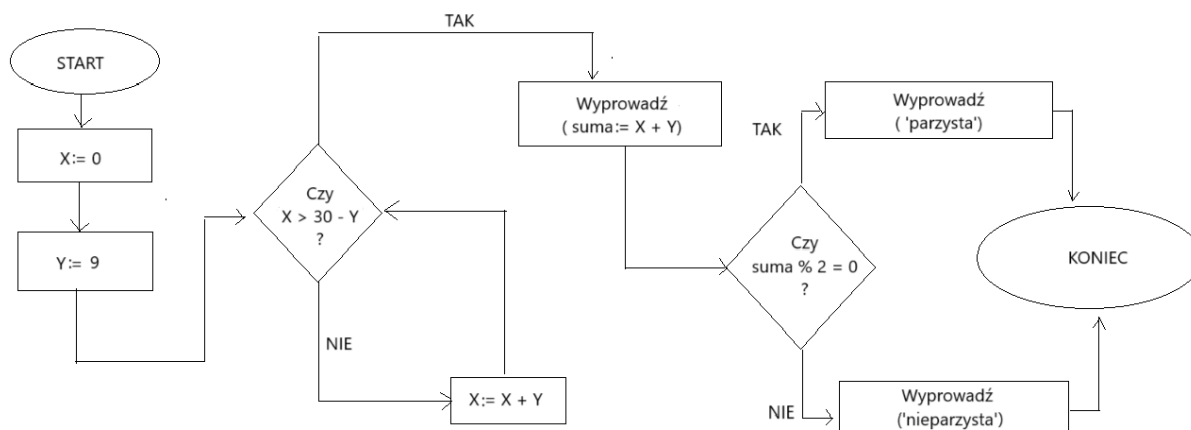 START
X:= 0
Y:= 9
Czy
X > 30 - Y
?
TAK
NIE
X:= X + Y
Wyprowadź
( suma:= X + Y)
Czy
suma % 2 = 0
?
TAK
Wyprowadź
( 'parzysta')
NIE
Wyprowadź
('nieparzysta')
KONIEC